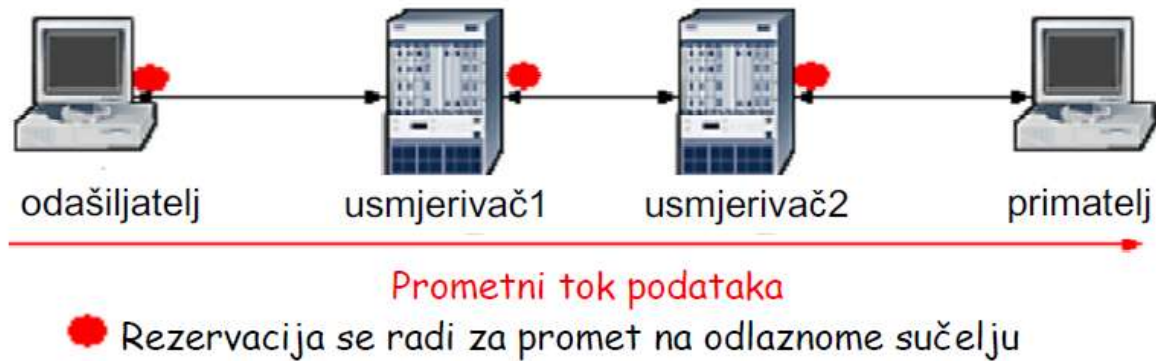 odašiljatelj usmjerivač1 usmjerivač2 primatelj
Prometni tok podataka
Rezervacija se radi za promet na odlaznome sučelju